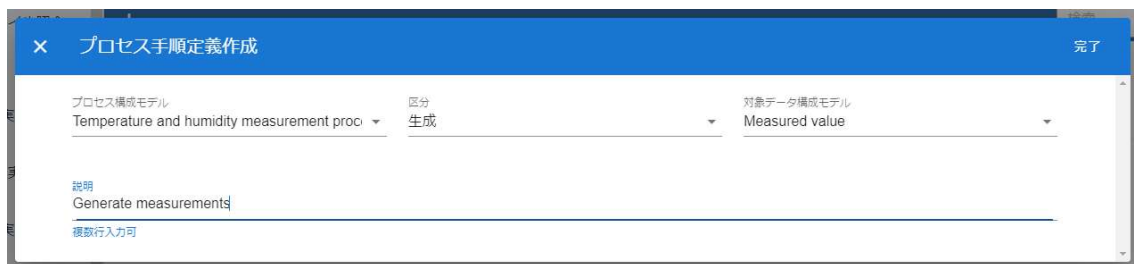 プロセス手順定義作成
完了
プロセス構成モデル 区分 対象データ構成モデル
Temperature and humidity measurement proc 生成 Measured value
説明
Generate measurements
複数行入力可